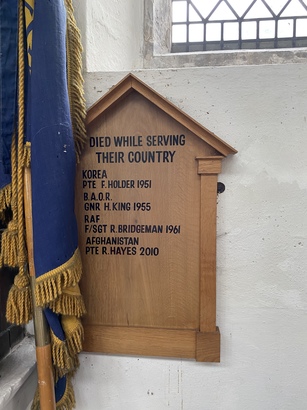 DIED WHILE SERVING
THEIR COUNTRY
KOREA
PTE F. HOLDER 1951
B.A.O.R.
GNR H. KING 1955
RAF
F/SGT R. BRIDGEMAN 1961
AFGHANISTAN
PTE R. HAYES 2010